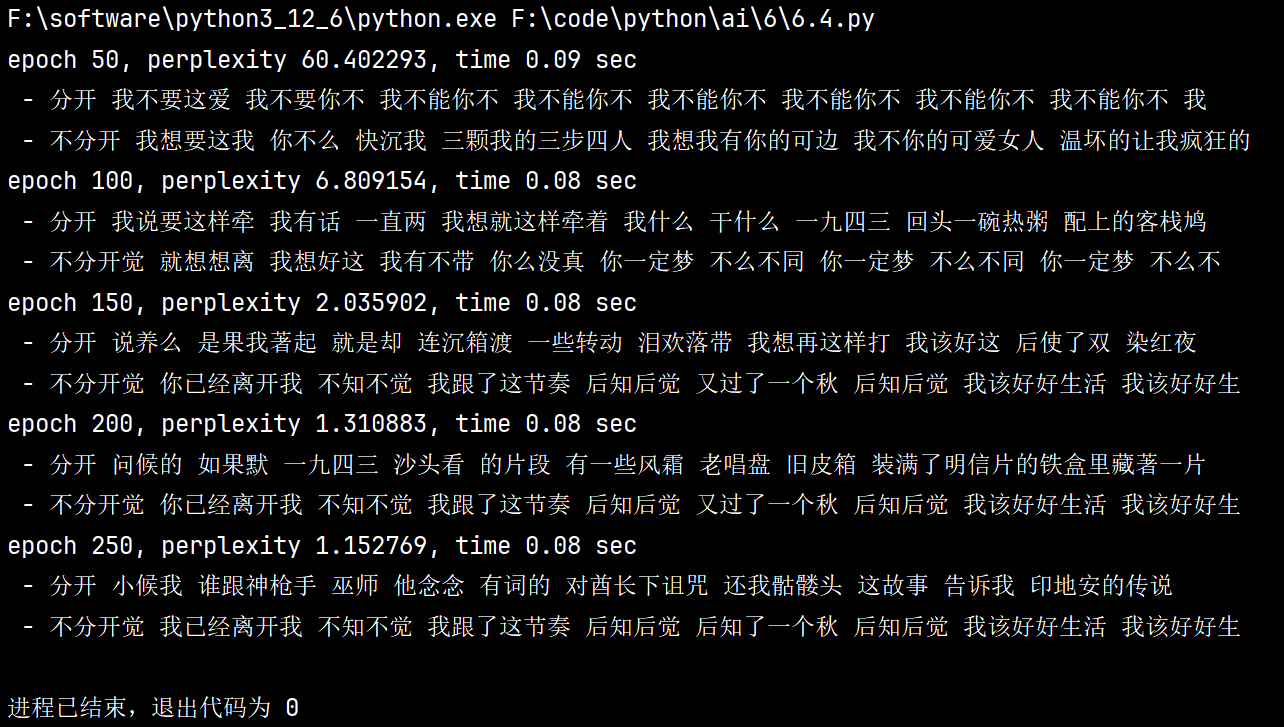 F:\software\python3_12_6\python.exe F:\code\python\ai\6\6.4.py
epoch 50, perplexity 60.402293, time 0.09 sec
 - 分开 我不要这爱 我不要你不 我不能你不 我不能你不 我不能你不 我不能你不 我不能你不 我不能你不 我
 - 不分开 我想要这我 你不么 快沉我 三颗我的三步四人 我想我有你的可边 我不你的可爱女人 温坏的让我疯狂的
epoch 100, perplexity 6.809154, time 0.08 sec
 - 分开 我说要这样牵 我有话 一直两 我想就这样牵着 我什么 干什么 一九四三 回头一碗热粥 配上的客栈鸠
 - 不分开觉 就想想离 我想好这 我有不带 你么没真 你一定梦 不么不同 你一定梦 不么不同 你一定梦 不么不
epoch 150, perplexity 2.035902, time 0.08 sec
 - 分开 说养么 是果我著起 就是却 连沉箱渡 一些转动 泪欢落带 我想再这样打 我该好这 后使了双 染红夜
 - 不分开觉 你已经离开我 不知不觉 我跟了这节奏 后知后觉 又过了一个秋 后知后觉 我该好好生活 我该好好生
epoch 200, perplexity 1.310883, time 0.08 sec
 - 分开 问候的 如果默 一九四三 沙头看 的片段 有一些风霜 老唱盘 旧皮箱 装满了明信片的铁盒里藏著一片
 - 不分开觉 你已经离开我 不知不觉 我跟了这节奏 后知后觉 又过了一个秋 后知后觉 我该好好生活 我该好好生
epoch 250, perplexity 1.152769, time 0.08 sec
 - 分开 小候我 谁跟神枪手 巫师 他念念 有词的 对酋长下诅咒 还我骷髅头 这故事 告诉我 印地安的传说
 - 不分开觉 我已经离开我 不知不觉 我跟了这节奏 后知后觉 后知了一个秋 后知后觉 我该好好生活 我该好好生
进程已结束，退出代码为 0